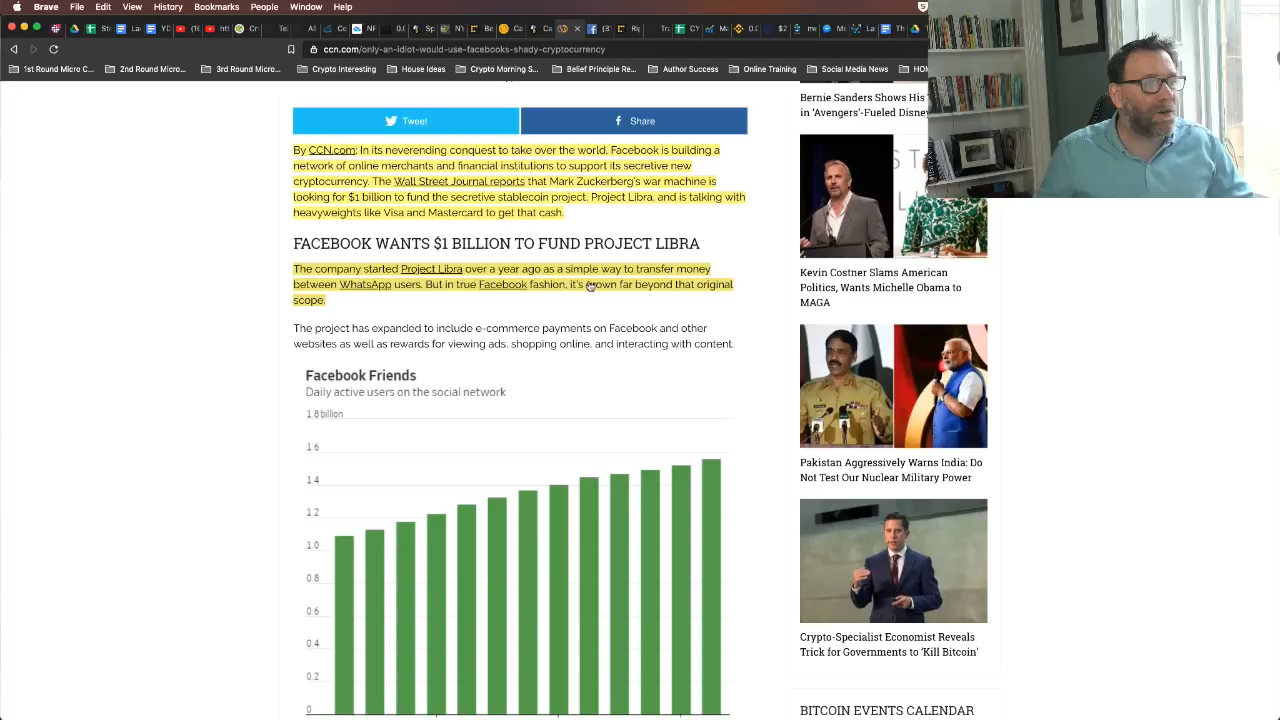 Brave File Edit View History Bookmarks People Window Help
ccn.com/only-an-idiot-would-use-facebooks-shady-cryptocurrency
1st Round Micro C... 2nd Round Micro... 3rd Round Micro... Crypto Interesting House Ideas Crypto Morning S... Belief Principle Re... Author Success Online Training Social Media News
Tweet
Share
By CCN.com: In its neverending conquest to take over the world, Facebook is building a
network of online merchants and financial institutions to support its secretive new
cryptocurrency. The Wall Street Journal reports that Mark Zuckerberg's war machine is
looking for $1 billion to fund the secretive stablecoin project, Project Libra, and is talking with
heavyweights like Visa and Mastercard to get that cash.
FACEBOOK WANTS $1 BILLION TO FUND PROJECT LIBRA
The company started Project Libra over a year ago as a simple way to transfer money
between WhatsApp users. But in true Facebook fashion, it's grown far beyond that original
scope.
The project has expanded to include e-commerce payments on Facebook and other
websites as well as rewards for viewing ads, shopping online, and interacting with content.
Facebook Friends
Daily active users on the social network
1.8 billion
1.6
1.4
1.2
1.0
0.8
0.6
0.4
0.2
0
Bernie Sanders Shows His
in 'Avengers'-Fueled Disney
Kevin Costner Slams American
Politics, Wants Michelle Obama to
MAGA
Pakistan Aggressively Warns India: Do
Not Test Our Nuclear Military Power
Crypto-Specialist Economist Reveals
Trick for Governments to 'Kill Bitcoin'
BITCOIN EVENTS CALENDAR